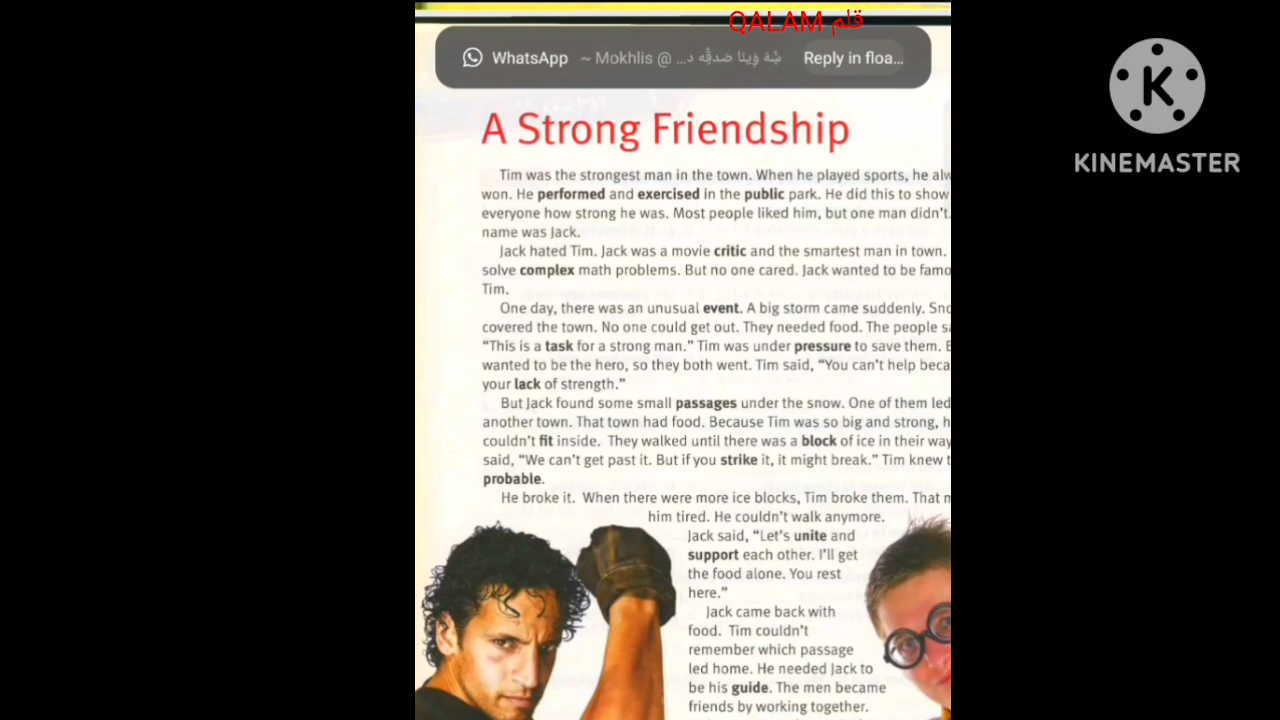 QALAM قلم
WhatsApp ~ Mokhlis @ ...
Reply in floa...
KINEMASTER
A Strong Friendship
Tim was the strongest man in the town. When he played sports, he alw
won. He performed and exercised in the public park. He did this to show
everyone how strong he was. Most people liked him, but one man didn't.
name was Jack.
Jack hated Tim. Jack was a movie critic and the smartest man in town.
solve complex math problems. But no one cared. Jack wanted to be famo
Tim.
One day, there was an unusual event. A big storm came suddenly. Sno
covered the town. No one could get out. They needed food. The people sa
"This is a task for a strong man." Tim was under pressure to save them. B
wanted to be the hero, so they both went. Tim said, "You can't help beca
your lack of strength."
But Jack found some small passages under the snow. One of them led
another town. That town had food. Because Tim was so big and strong, h
couldn't fit inside. They walked until there was a block of ice in their way
said, "We can't get past it. But if you strike it, it might break." Tim knew t
probable.
He broke it. When there were more ice blocks, Tim broke them. That m
him tired. He couldn't walk anymore.
Jack said, "Let's unite and
support each other. I'll get
the food alone. You rest
here."
Jack came back with
food. Tim couldn't
remember which passage
led home. He needed Jack to
be his guide. The men became
friends by working together.